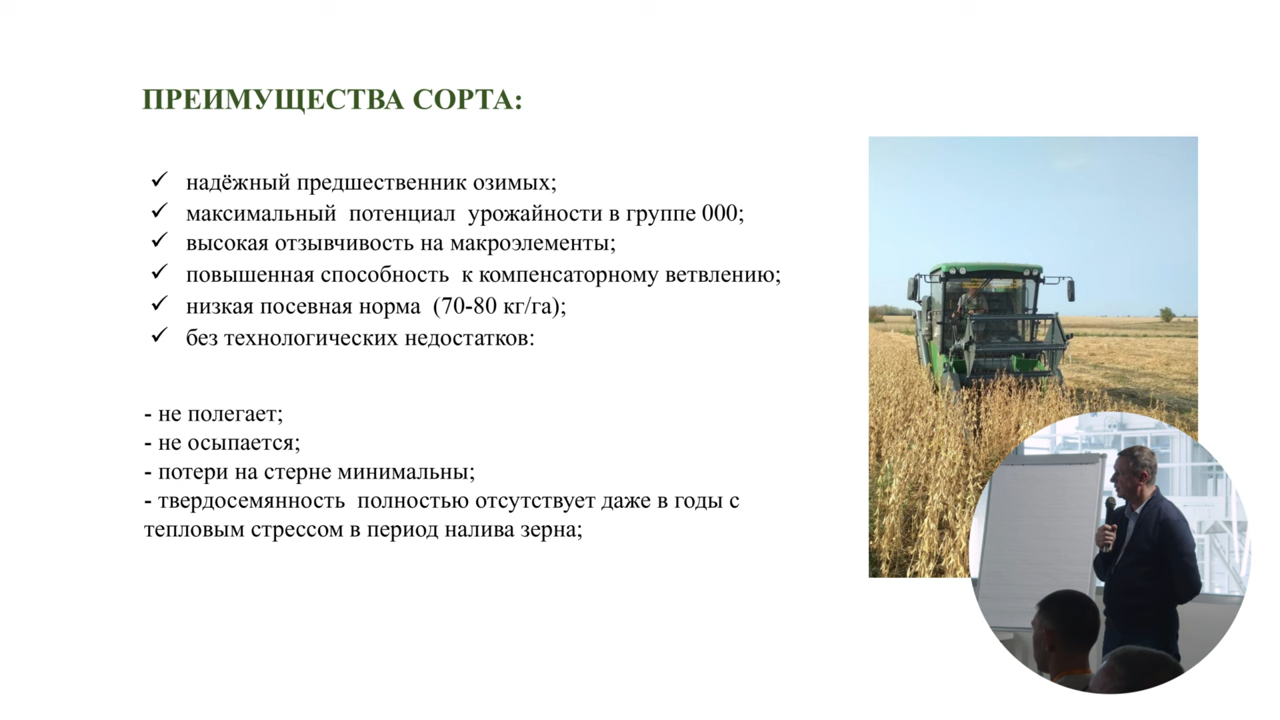 ПРЕИМУЩЕСТВА СОРТА:
✓ надёжный предшественник озимых;
✓ максимальный потенциал урожайности в группе 000;
✓ высокая отзывчивость на макроэлементы;
✓ повышенная способность к компенсаторному ветвлению;
✓ низкая посевная норма (70-80 кг/га);
✓ без технологических недостатков:
- не полегает;
- не осыпается;
- потери на стерне минимальны;
- твердосемянность полностью отсутствует даже в годы с
тепловым стрессом в период налива зерна;